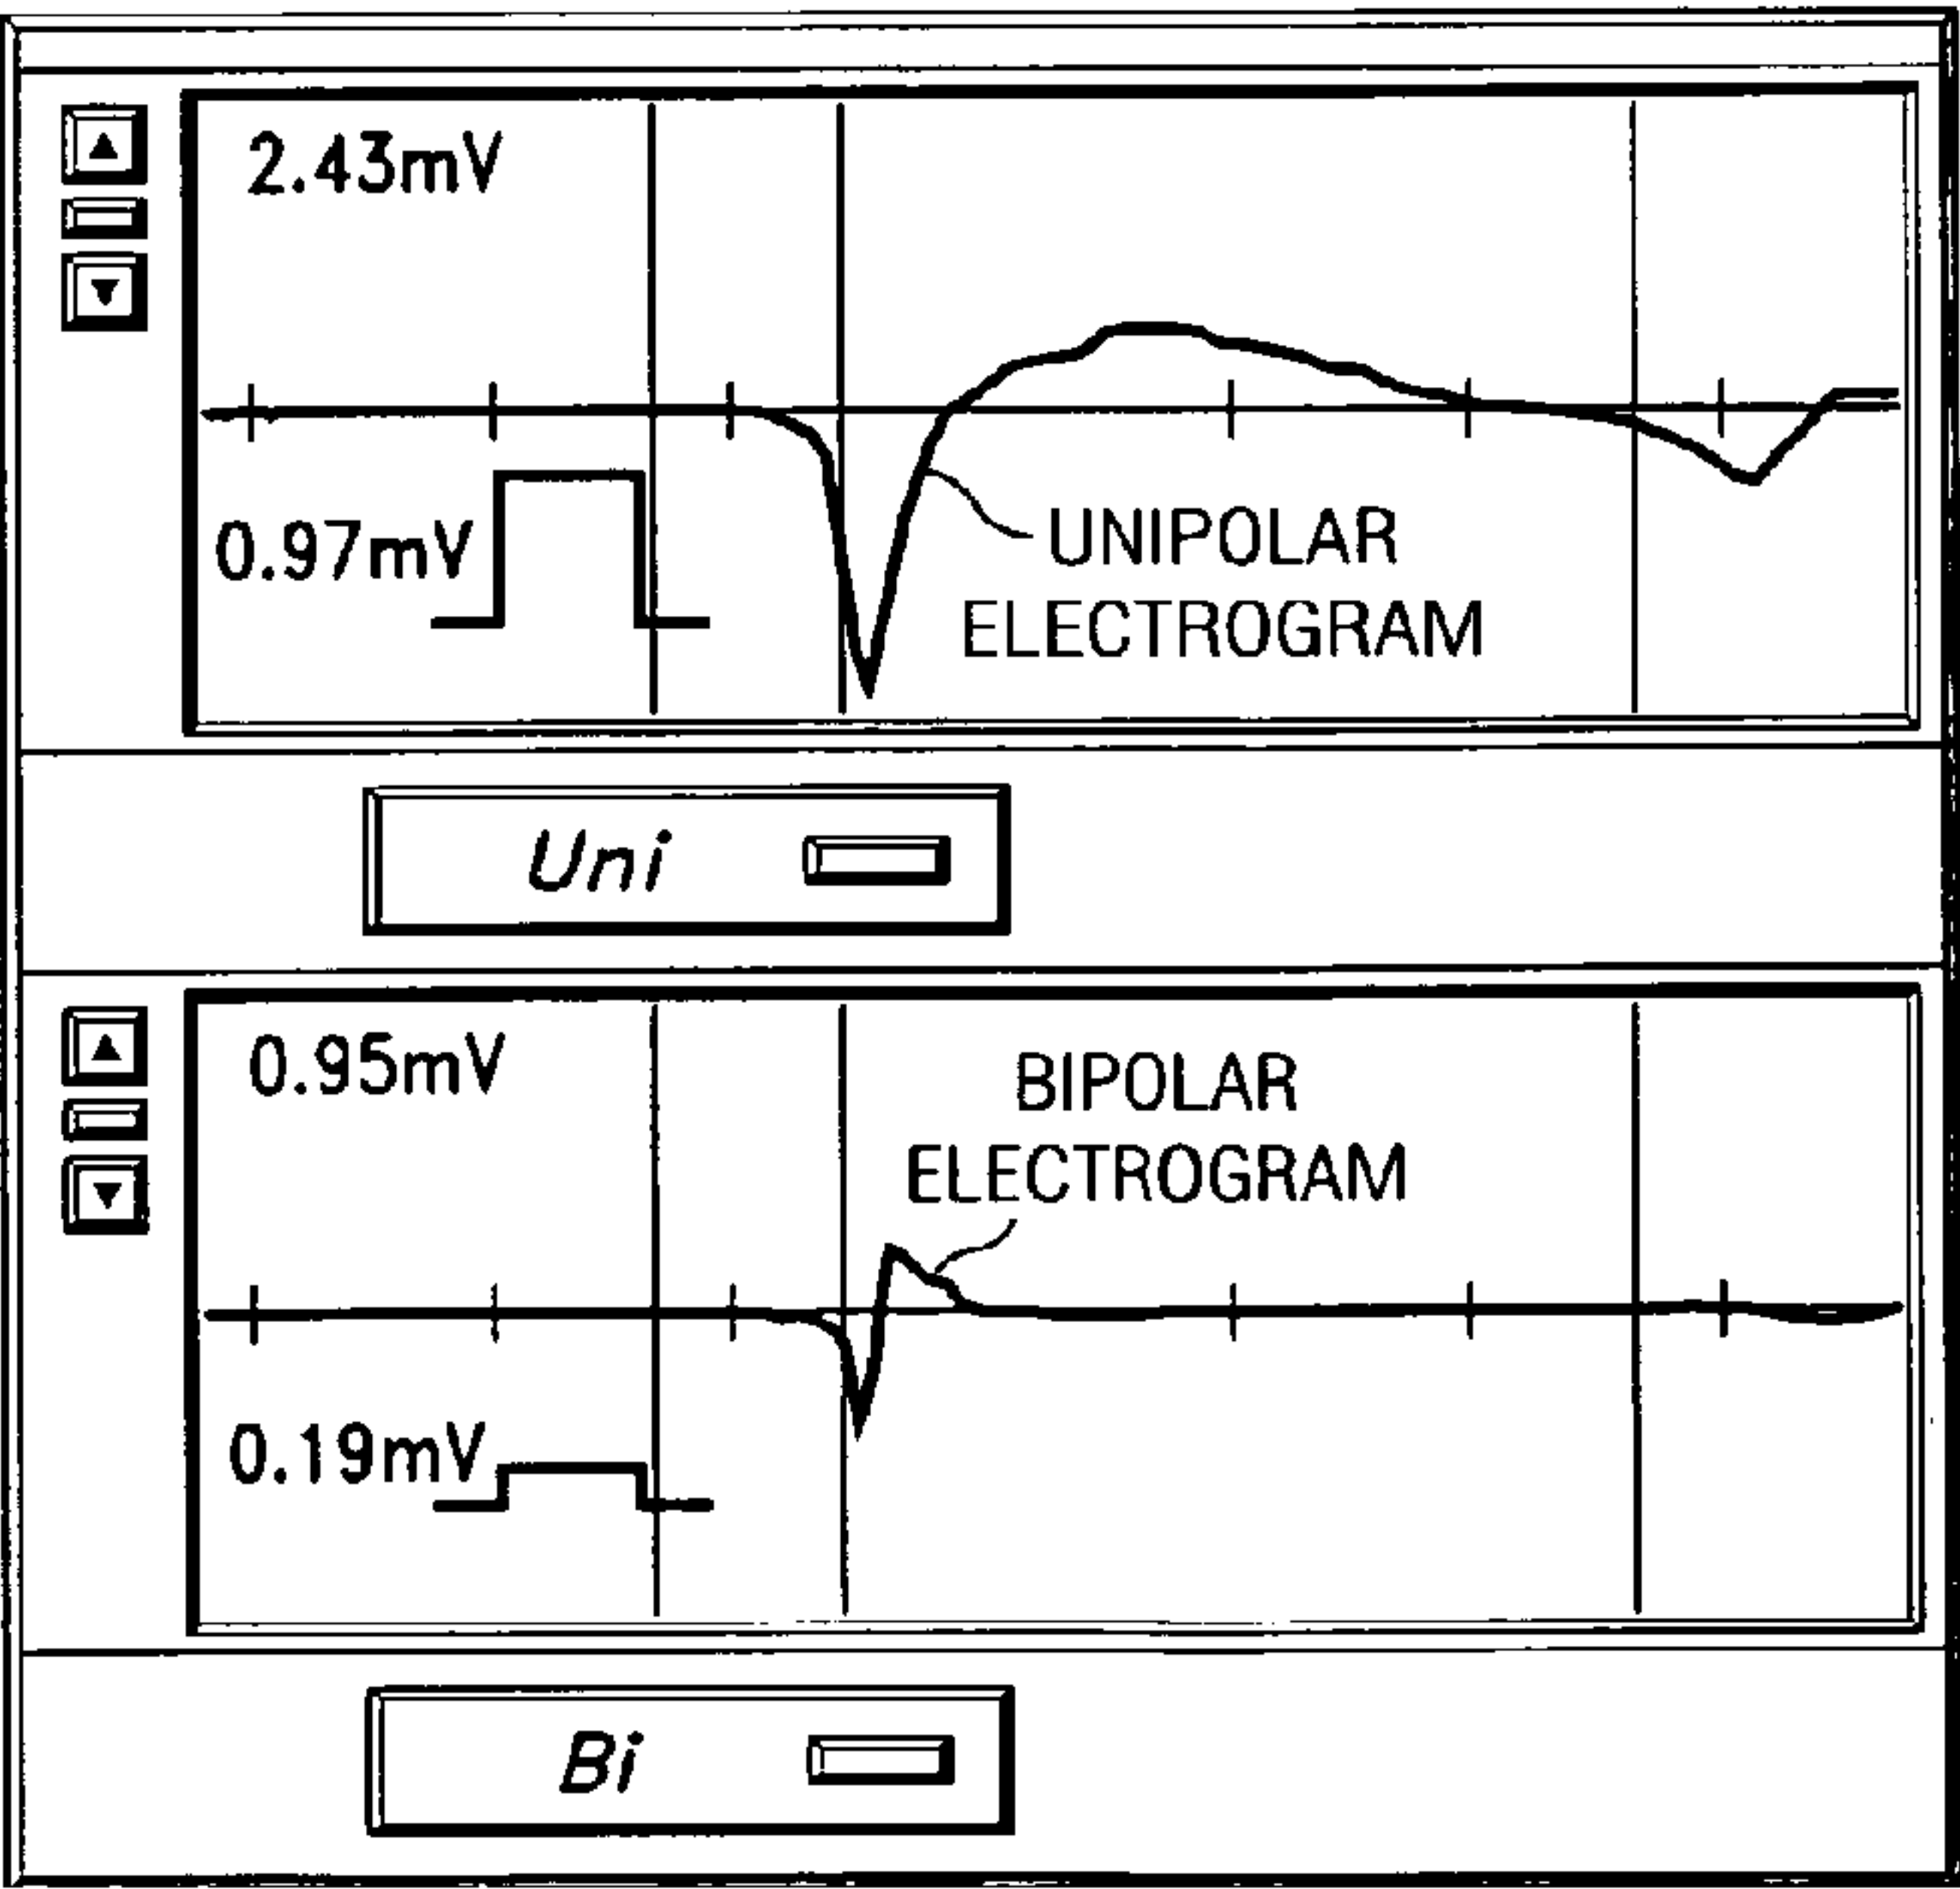 2.43mV
0.97mV
UNIPOLAR
ELECTROGRAM
Uni
0.95mV
BIPOLAR
ELECTROGRAM
0.19mV
Bi